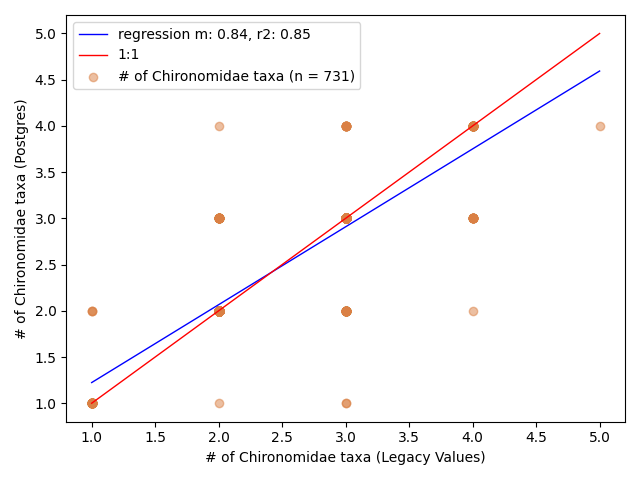 regression m: 0.84, r2: 0.85
1:1
# of Chironomidae taxa (n = 731)
# of Chironomidae taxa (Postgres)
5.0
4.5
4.0
3.5
3.0
2.5
2.0
1.5
1.0
1.0 1.5 2.0 2.5 3.0 3.5 4.0 4.5 5.0
# of Chironomidae taxa (Legacy Values)